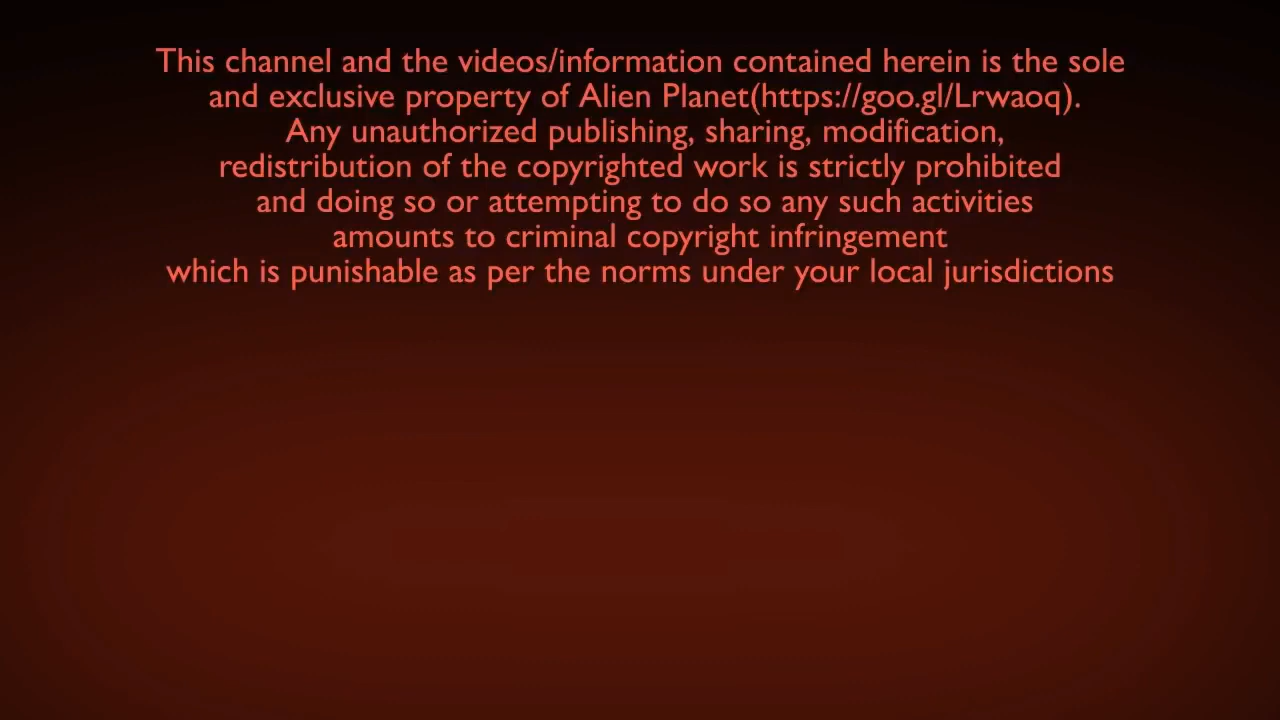 This channel and the videos/information contained herein is the sole
and exclusive property of Alien Planet(https://goo.gl/Lrwaoq).
Any unauthorized publishing, sharing, modification,
redistribution of the copyrighted work is strictly prohibited
and doing so or attempting to do so any such activities
amounts to criminal copyright infringement
which is punishable as per the norms under your local jurisdictions